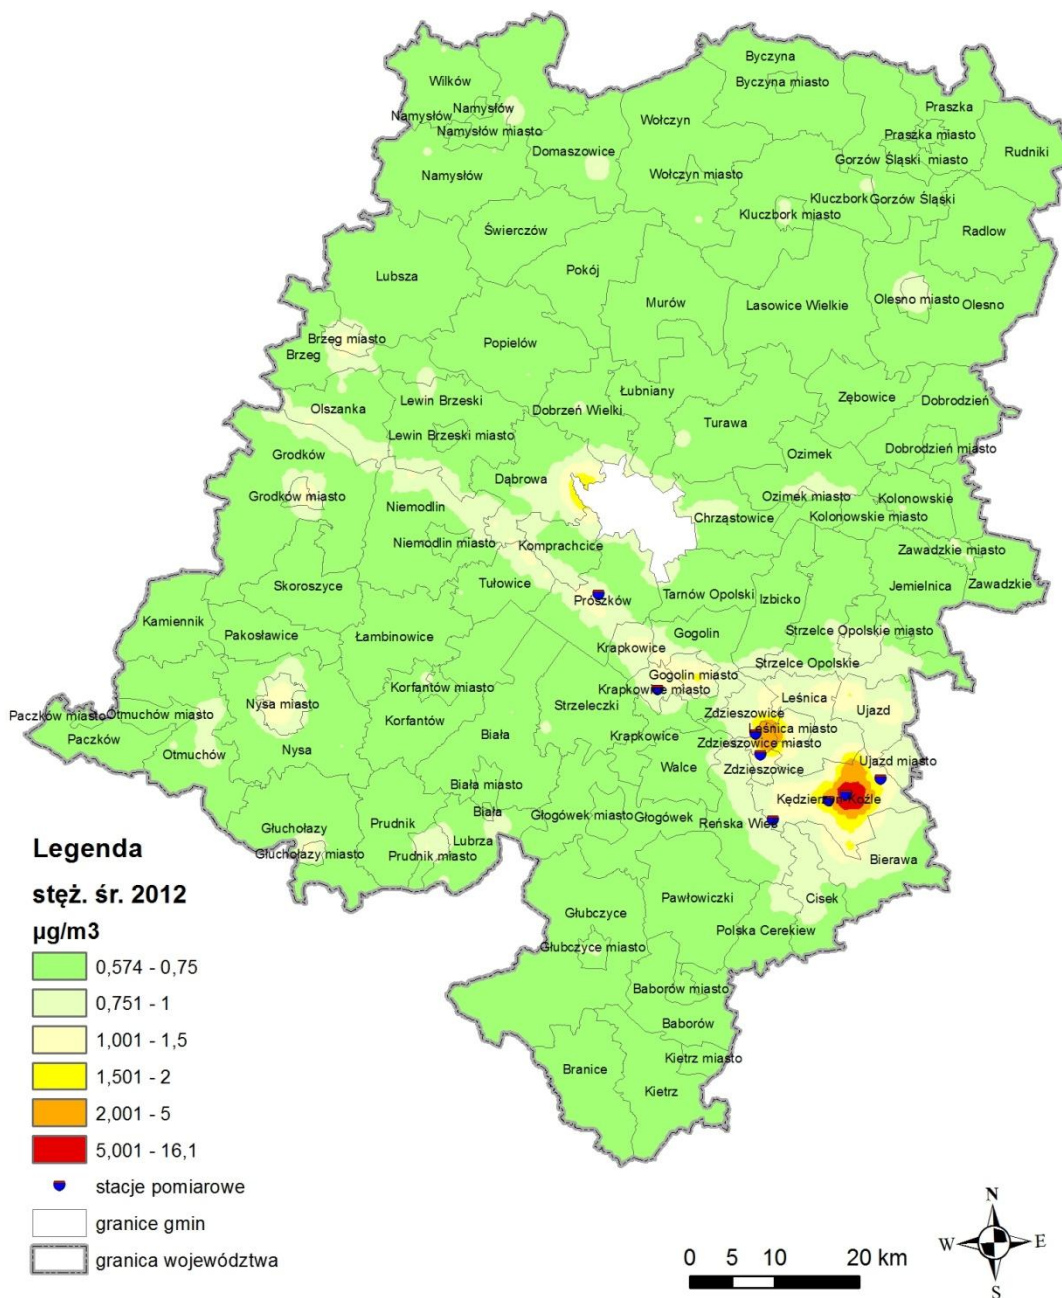 Byczyna
Wilków
Byczyna miasto
Namysłów
Praszka
Namysłów
Wołczyn
Namysłów miasto
Praszka miasto
Domaszowice
Rudniki
Gorzów Śląski miasto
Namysłów
Wołczyn miasto
Kluczbork
Gorzów Śląski
Kluczbork miasto
Świerczów
Radlow
Pokój
Lubsza
Murów
Lasowice Wielkie
Olesno miasto
Olesno
Brzeg miasto
Popielów
Brzeg
Łubniany
Zębowice
Dobrodzień
Lewin Brzeski
Olszanka
Dobrzeń Wielki
Turawa
Lewin Brzeski miasto
Dobrodzień miasto
Grodków
Ozimek
Dąbrowa
Grodków miasto
Ozimek miasto
Kolonowskie
Niemodlin
Chrząstowice
Kolonowskie miasto
Niemodlin miasto
Komprachcice
Zawadzkie miasto
Skoroszyce
Tułowice
Jemielnica
Zawadzkie
Tarnów Opolski
Izbicko
Prószków
Kamiennik
Pakosławice
Łambinowice
Gogolin
Strzelce Opolskie miasto
Krapkowice
Strzelce Opolskie
Gogolin miasto
Korfantów miasto
Krapkowice miasto
Leśnica
Nysa miasto
Strzeleczki
Ujazd
Paczków miasto
Otmuchów miasto
Zdzieszowice
Korfantów
Leśnica miasto
Paczków
Biała
Krapkowice
Zdzieszowice miasto
Otmuchów
Nysa
Ujazd miasto
Walce
Zdzieszowice
Biała miasto
Kędzierzyn Koźle
Biała
Głogówek miasto
Głogówek
Reńska Wieś
Prudnik
Głuchołazy
Lubrza
Głuchołazy miasto
Prudnik miasto
Bierawa
Pawłowiczki
Cisek
Głubczyce
Polska Cerekiew
Głubczyce miasto
Baborów miasto
Baborów
Kietrz miasto
Branice
Kietrz
Legenda
stęż. śr. 2012
µg/m3
0,574 - 0,75
0,751 - 1
1,001 - 1,5
1,501 - 2
2,001 - 5
5,001 - 16,1
stacje pomiarowe
granice gmin
granica województwa
N
W
E
S
0 5 10 20 km